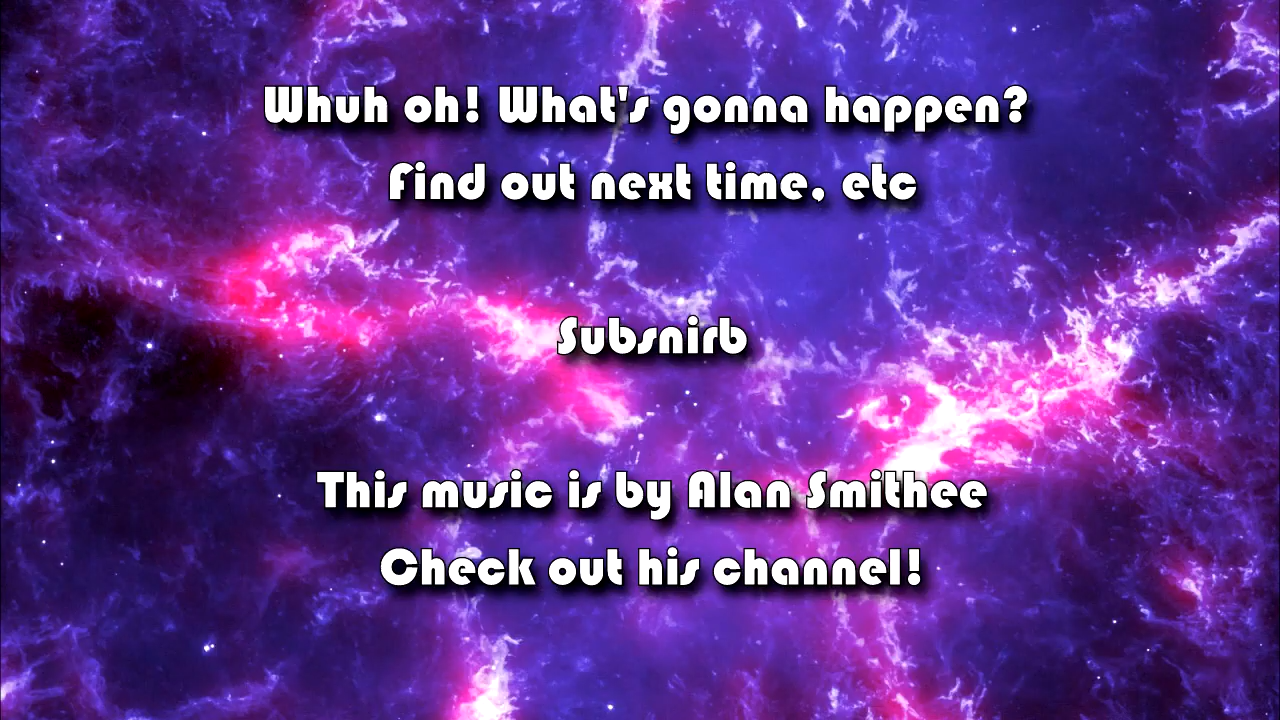 Whuh oh! What's gonna happen?
Find out next time, etc
Subsnirb
This music is by Alan Smithee
Check out his channel!